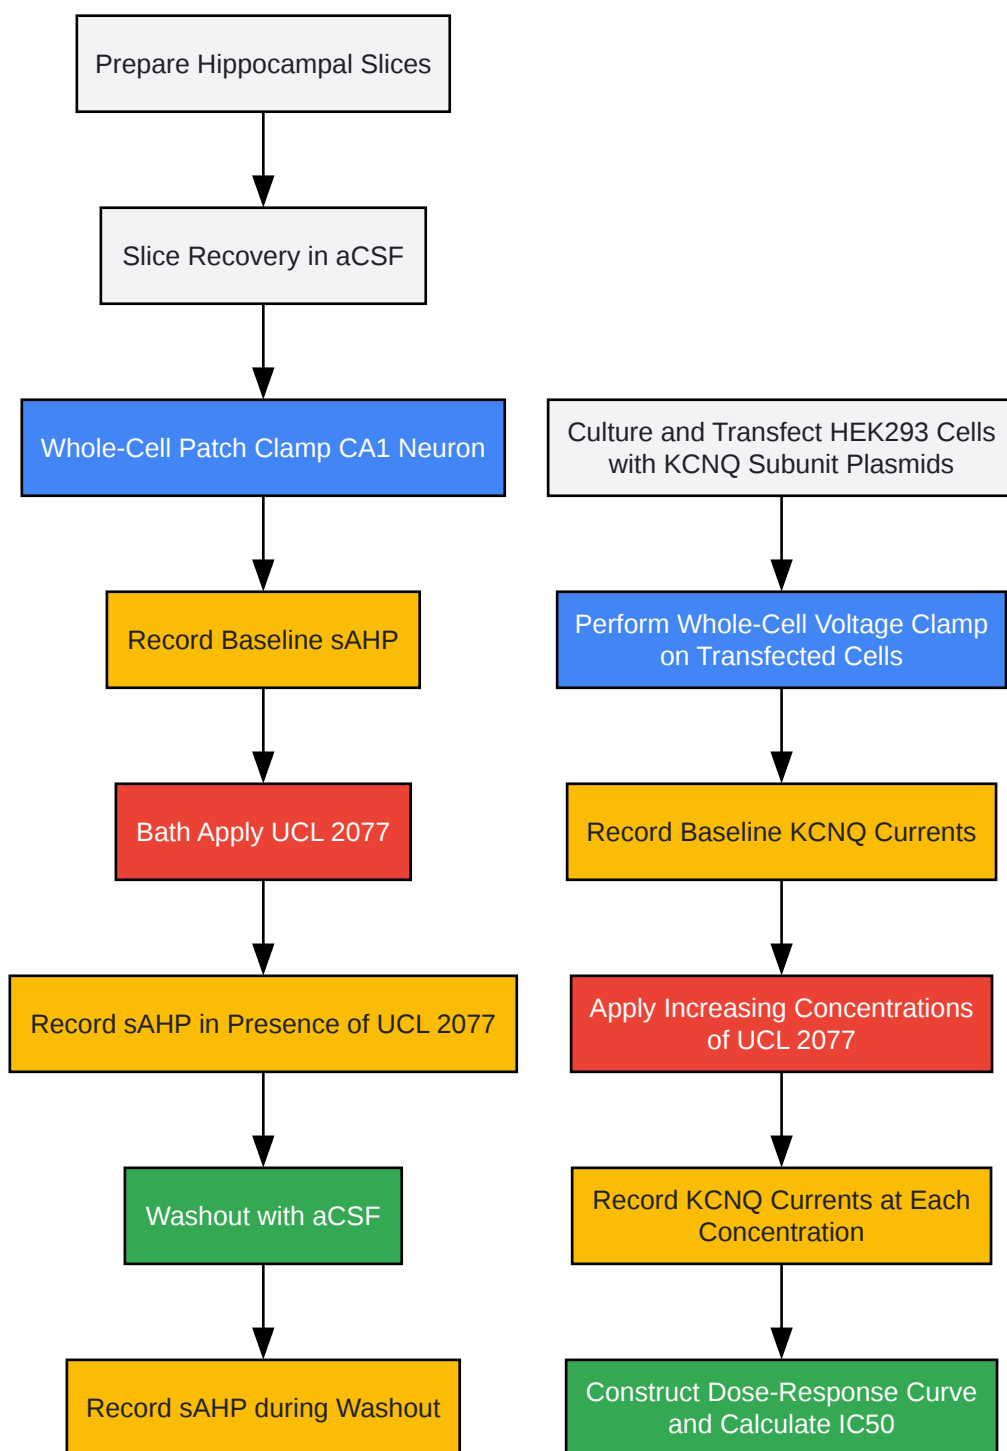 Prepare Hippocampal Slices
Slice Recovery in aCSF
Whole-Cell Patch Clamp CA1 Neuron
Record Baseline sAHP
Bath Apply UCL 2077
Record sAHP in Presence of UCL 2077
Washout with aCSF
Record sAHP during Washout
Culture and Transfect HEK293 Cells
with KCNQ Subunit Plasmids
Perform Whole-Cell Voltage Clamp
on Transfected Cells
Record Baseline KCNQ Currents
Apply Increasing Concentrations
of UCL 2077
Record KCNQ Currents at Each
Concentration
Construct Dose-Response Curve
and Calculate IC50